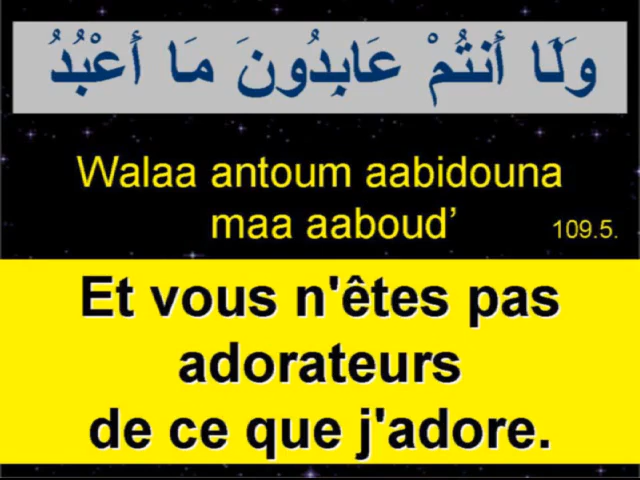 وَلَا أَنتُمْ عَابِدُونَ مَا أَعْبُدُ
Walaa antoum aabidouna
maa aaboud’
109.5.
Et vous n'êtes pas
adorateurs
de ce que j'adore.